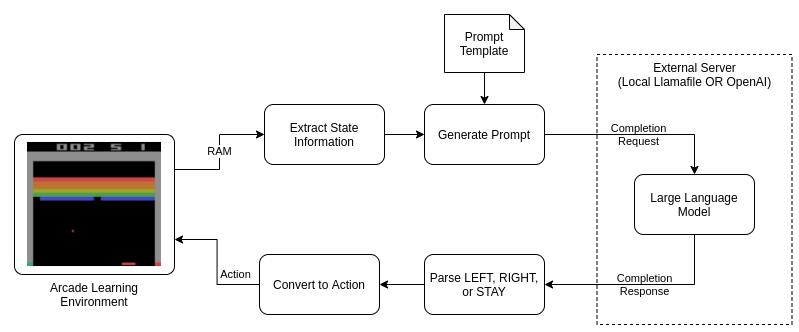 Prompt
Template
External Server
(Local Llamafile OR OpenAI)
002 5 1
RAM
Extract State
Information
Generate Prompt
Completion
Request
Large Language
Model
Arcade Learning
Environment
Action
Convert to Action
Parse LEFT, RIGHT,
or STAY
Completion
Response